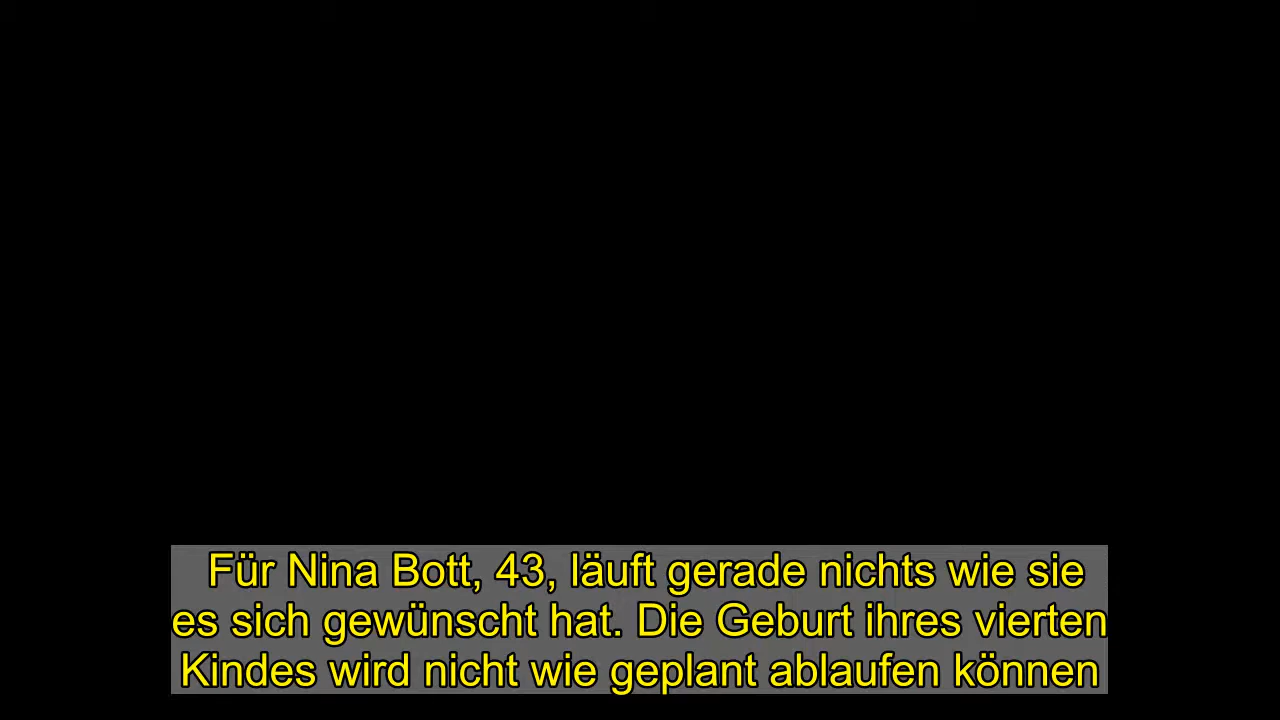 Für Nina Bott, 43, läuft gerade nichts wie sie
es sich gewünscht hat. Die Geburt ihres vierten
Kindes wird nicht wie geplant ablaufen können